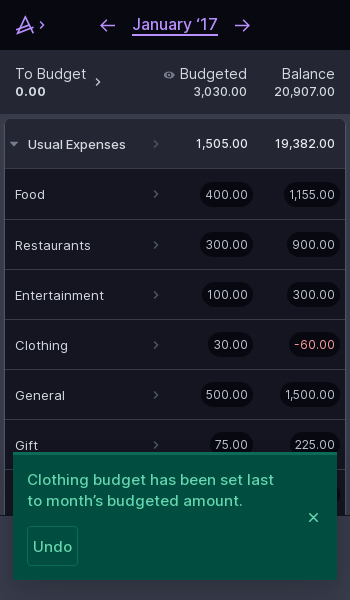 January ‘17
To Budget
0.00
Budgeted
3,030.00
Balance
20,907.00
Usual Expenses 1,505.00 19,382.00
Food 400.00 1,155.00
Restaurants 300.00 900.00
Entertainment 100.00 300.00
Clothing 30.00 -60.00
General 500.00 1,500.00
Gift 75.00 225.00
Clothing budget has been set last
to month’s budgeted amount.
Undo